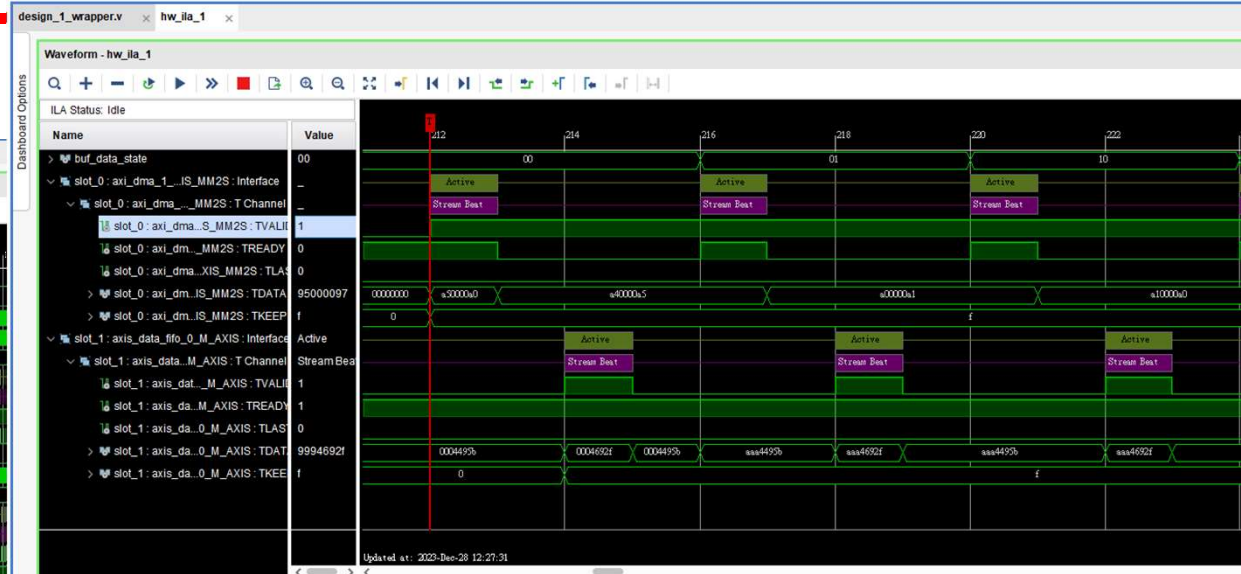 design_1_wrapper.v × hw_ila_1 ×
Dashboard Options
Waveform - hw_ila_1
ILA Status: Idle
Name Value
212 214 216 218 220 222
buf_data_state 00 00 01 10
slot_0 : axi_dma_1_...IS_MM2S : Interface _ Active Active Active
slot_0 : axi_dma_..._MM2S : T Channel _ Stream Beat Stream Beat Stream Beat
slot_0 : axi_dma...S_MM2S : TVALI 1
slot_0 : axi_dm..._MM2S : TREADY 0
slot_0 : axi_dma...XIS_MM2S : TLAS 0
slot_0 : axi_dm...IS_MM2S : TDATA 95000097 00000000 a50000a0 a40000a5 a00000a1 a10000a0
slot_0 : axi_dm...IS_MM2S : TKEEP f 0 f
slot_1 : axis_data_fifo_0_M_AXIS : Interface Active Active Active Active
slot_1 : axis_data...M_AXIS : T Channel Stream Bea Stream Beat Stream Beat Stream Beat
slot_1 : axis_dat..._M_AXIS : TVALI 1
slot_1 : axis_da...M_AXIS : TREADY 1
slot_1 : axis_da...0_M_AXIS : TLAS 0
slot_1 : axis_da...0_M_AXIS : TDAT 9994692f 0004495b 0004692f 0004495b aaa4495b aaa4692f aaa4495b aaa4692f
slot_1 : axis_da...0_M_AXIS : TKEE f 0 f
Updated at: 2023-Dec-28 12:27:31